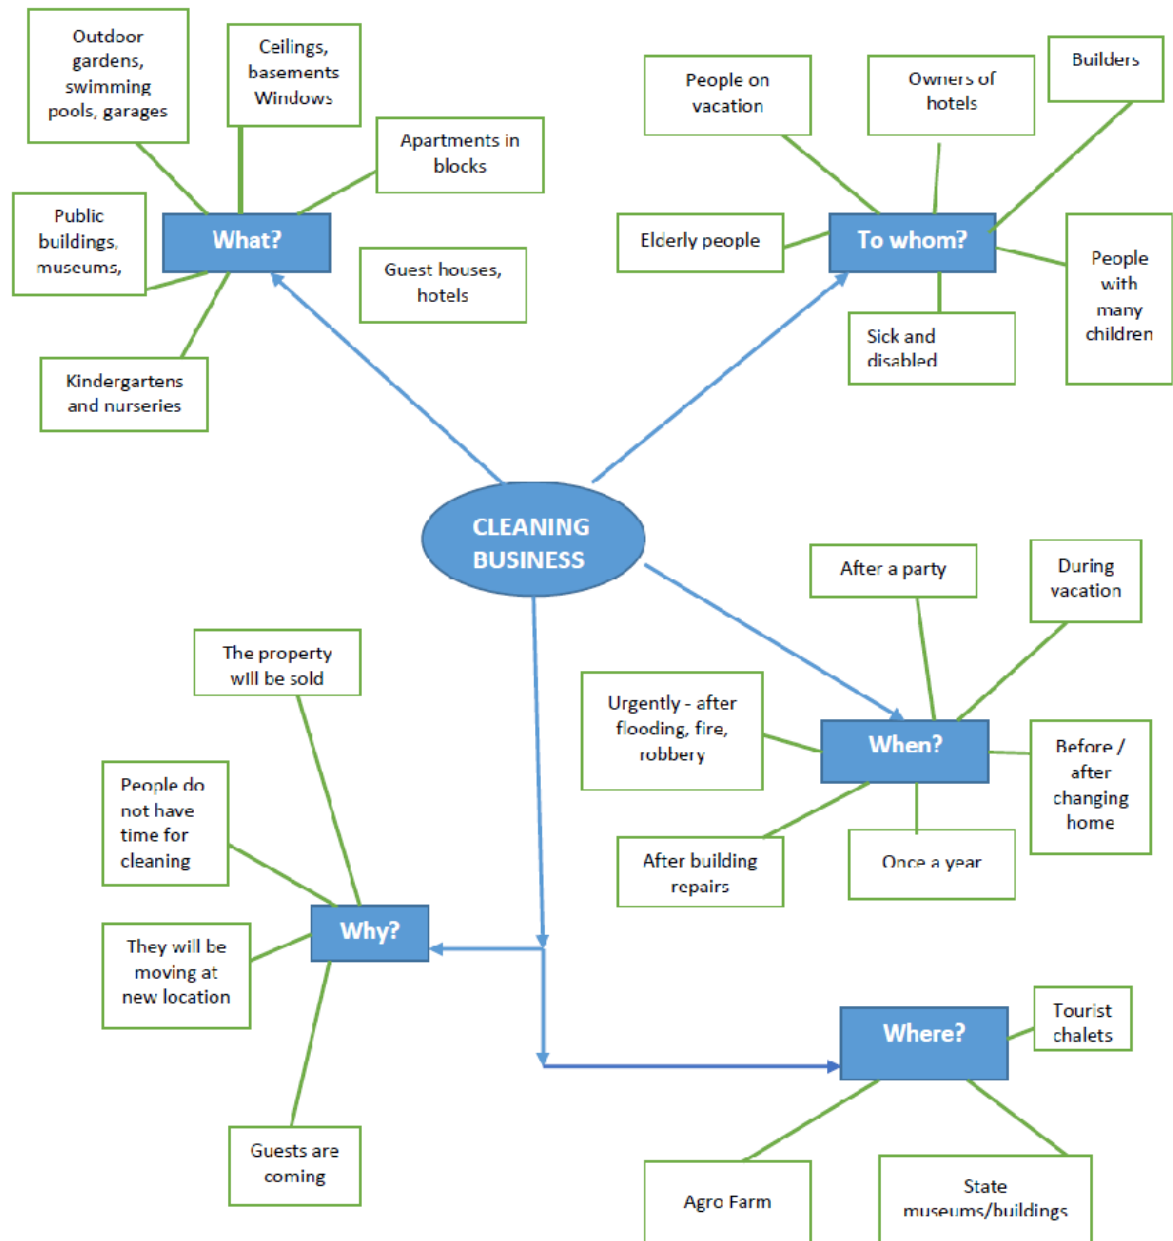 Outdoor
gardens,
swimming
pools, garages
Ceilings,
basements
Windows
Apartments in
blocks
Public
buildings,
museums,
What?
Guest houses,
hotels
Kindergartens
and nurseries
People on
vacation
Owners of
hotels
Builders
Elderly people
To whom?
People
with
many
children
Sick and
disabled
CLEANING
BUSINESS
After a party
During
vacation
Urgently - after
flooding, fire,
robbery
When?
Before /
after
changing
home
After building
repairs
Once a year
The property
will be sold
People do
not have
time for
cleaning
Why?
They will be
moving at
new location
Guests are
coming
Where?
Tourist
chalets
Agro Farm
State
museums/buildings